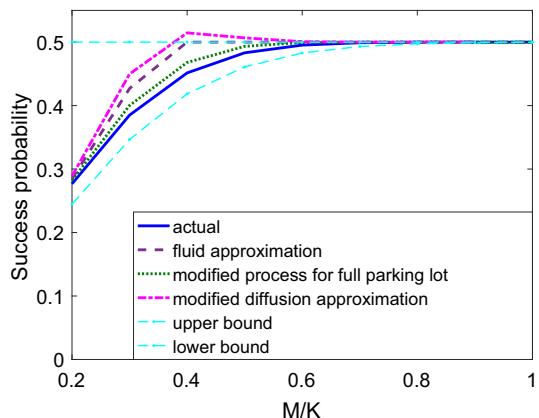 0.5
0.4
0.3
0.2
0.1
0
Success probability
actual
fluid approximation
modified process for full parking lot
modified diffusion approximation
upper bound
lower bound
0.2 0.4 0.6 0.8 1
M/K